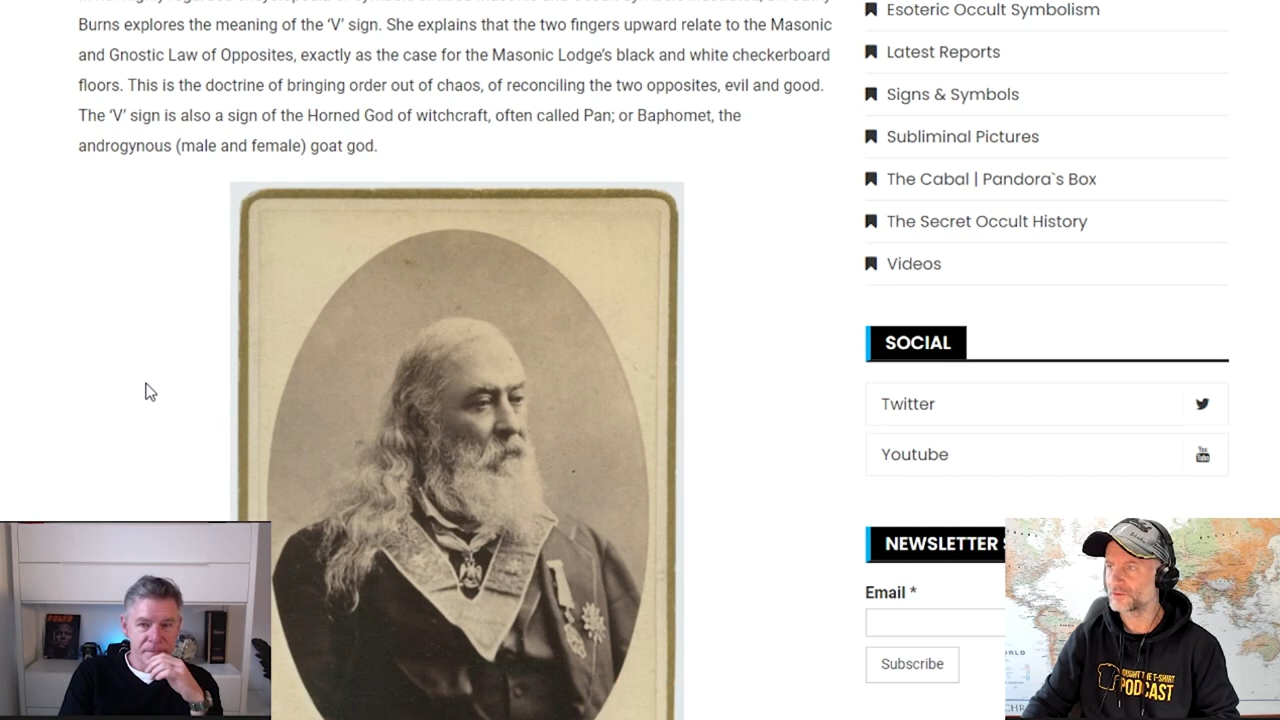 Burns explores the meaning of the ‘V’ sign. She explains that the two fingers upward relate to the Masonic
and Gnostic Law of Opposites, exactly as the case for the Masonic Lodge’s black and white checkerboard
floors. This is the doctrine of bringing order out of chaos, of reconciling the two opposites, evil and good.
The ‘V’ sign is also a sign of the Horned God of witchcraft, often called Pan; or Baphomet, the
androgynous (male and female) goat god.
Esoteric Occult Symbolism
Latest Reports
Signs & Symbols
Subliminal Pictures
The Cabal | Pandora`s Box
The Secret Occult History
Videos
SOCIAL
Twitter
Youtube
You
NEWSLETTER
Email *
Subscribe
T-SHIRT
PODCAST